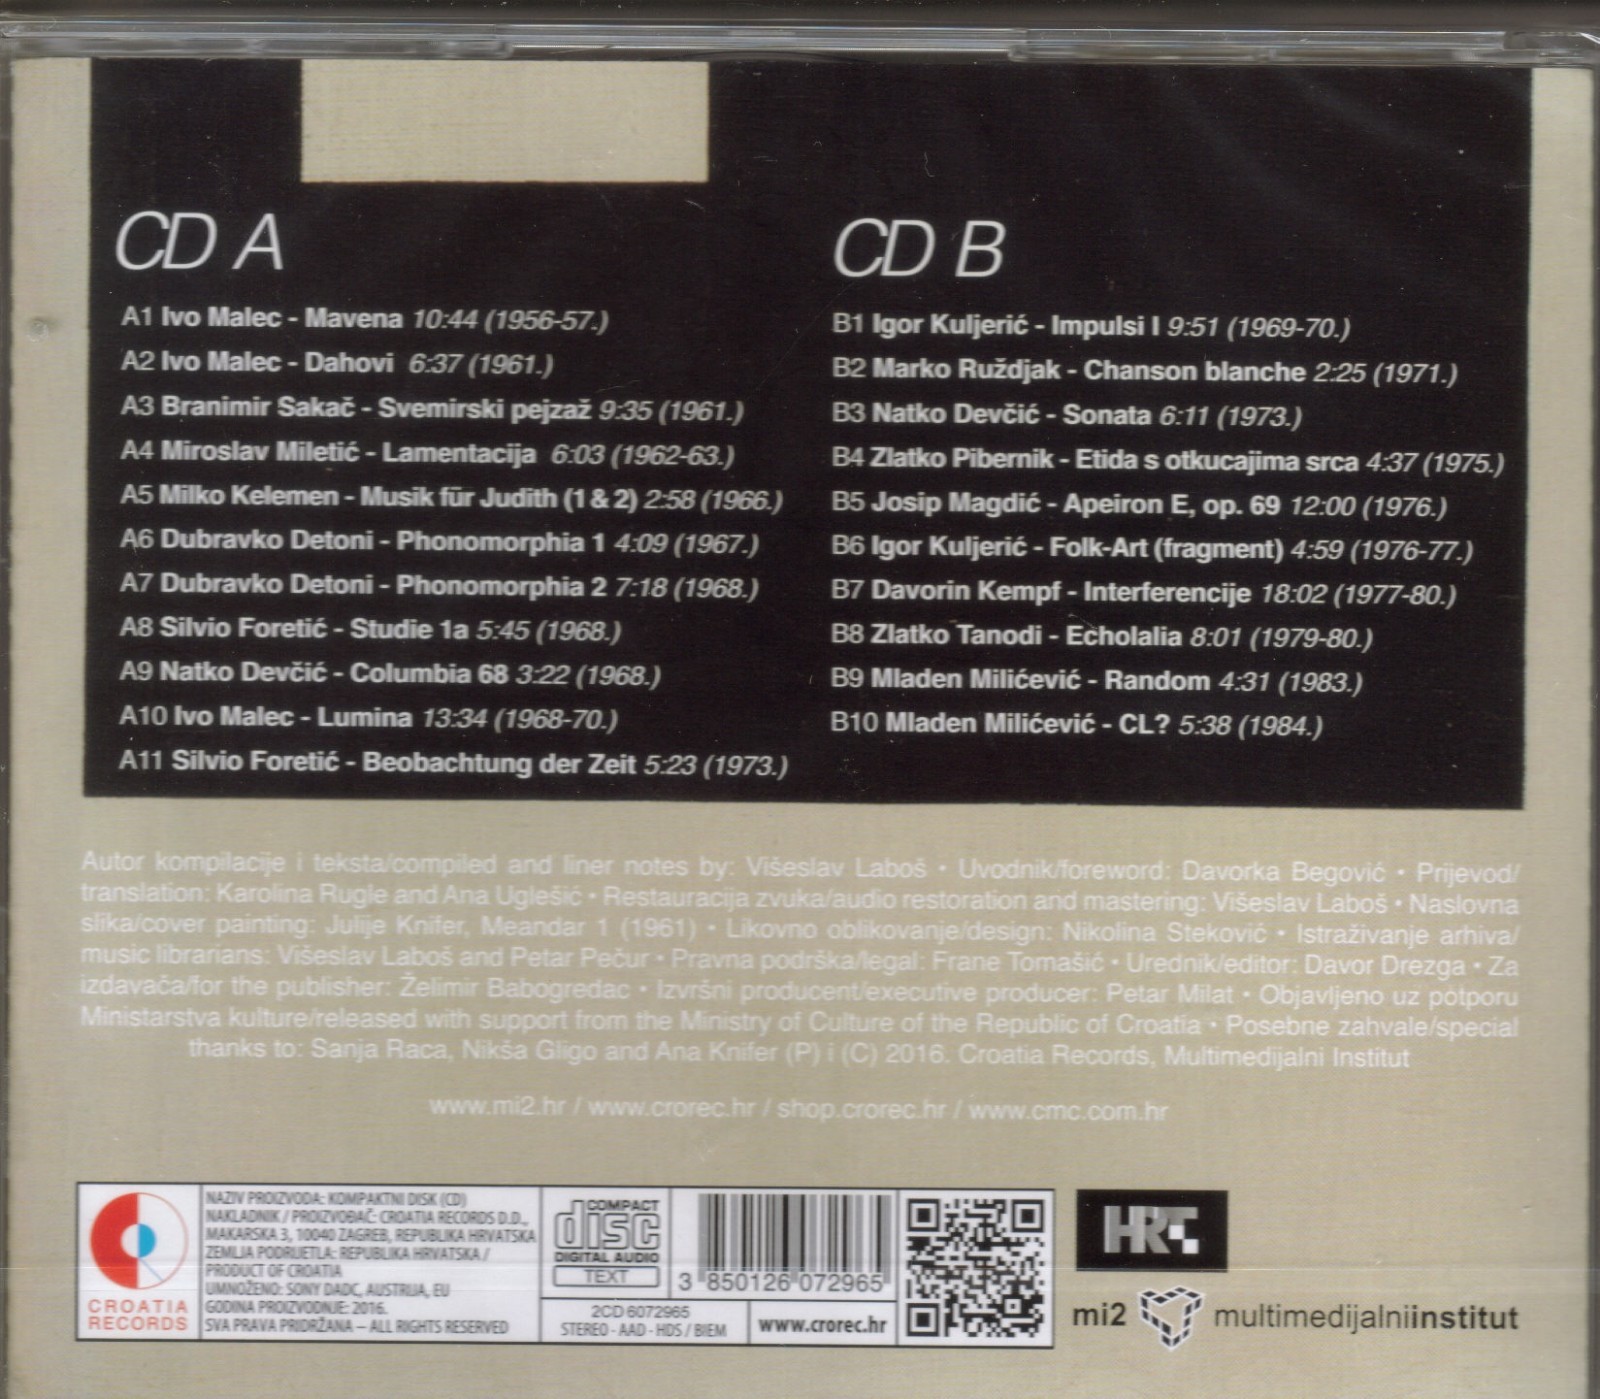 CD A
A1 Ivo Malec - Mavena 10:44 (1956-57.)
A2 Ivo Malec - Dahovi 6:37 (1961.)
A3 Branimir Sakač - Svemirski pejzaž 9:35 (1961.)
A4 Miroslav Miletić - Lamentacija 6:03 (1962-63.)
A5 Milko Kelemen - Musik für Judith (1 & 2) 2:58 (1966.)
A6 Dubravko Detoni - Phonomorphia 1 4:09 (1967.)
A7 Dubravko Detoni - Phonomorphia 2 7:18 (1968.)
A8 Silvio Foretić - Studie 1a 5:45 (1968.)
A9 Natko Devčić - Columbia 68 3:22 (1968.)
A10 Ivo Malec - Lumina 13:34 (1968-70.)
A11 Silvio Foretić - Beobachtung der Zeit 5:23 (1973.)
CD B
B1 Igor Kuljerić - Impulsi I 9:51 (1969-70.)
B2 Marko Ruždjak - Chanson blanche 2:25 (1971.)
B3 Natko Devčić - Sonata 6:11 (1973.)
B4 Zlatko Pibernik - Etida s otkucajima srca 4:37 (1975.)
B5 Josip Magdić - Apeiron E, op. 69 12:00 (1976.)
B6 Igor Kuljerić - Folk-Art (fragment) 4:59 (1976-77.)
B7 Davorin Kempf - Interferencije 18:02 (1977-80.)
B8 Zlatko Tanodi - Echolalia 8:01 (1979-80.)
B9 Mladen Milićević - Random 4:31 (1983.)
B10 Mladen Milićević - CL? 5:38 (1984.)
Autor kompilacije i teksta/compiled and liner notes by: Višeslav Laboš • Uvodnik/foreword: Davorka Begović • Prijevod/
translation: Karolina Rugle and Ana Uglešić • Restauracija zvuka/audio restoration and mastering: Višeslav Laboš • Naslovna
slika/cover painting: Julije Knifer, Meandar 1 (1961) • Likovno oblikovanje/design: Nikolina Steković • Istraživanje arhiva/
music librarians: Višeslav Laboš and Petar Pečur • Pravna podrška/legal: Frane Tomašić • Urednik/editor: Davor Drezga • Za
izdavača/for the publisher: Želimir Babogredac • Izvršni producent/executive producer: Petar Milat • Objavljeno uz potporu
Ministarstva kulture/released with support from the Ministry of Culture of the Republic of Croatia • Posebne zahvale/special
thanks to: Sanja Raca, Nikša Gligo and Ana Knifer (P) i (C) 2016. Croatia Records, Multimedijalni Institut
www.mi2.hr / www.crorec.hr / shop.crorec.hr / www.cmc.com.hr
CROATIA
RECORDS
NAZIV PROIZVODA: KOMPAKTNI DISK (CD)
NAKLADNIK / PROIZVOĐAČ: CROATIA RECORDS D.D.,
MAKARSKA 3, 10040 ZAGREB, REPUBLIKA HRVATSKA
ZEMLJA PODRIJETLA: REPUBLIKA HRVATSKA /
PRODUCT OF CROATIA
UMNOŽENO: SONY DADC, AUSTRIJA, EU
GODINA PROIZVODNJE: 2016.
SVA PRAVA PRIDRŽANA – ALL RIGHTS RESERVED
COMPACT
disc
DIGITAL AUDIO
TEXT
3 850126 072965
2CD 6072965
STEREO - AAD - HDS / BIEM
www.crorec.hr
HRT
mi2 multimedijalniinstitut